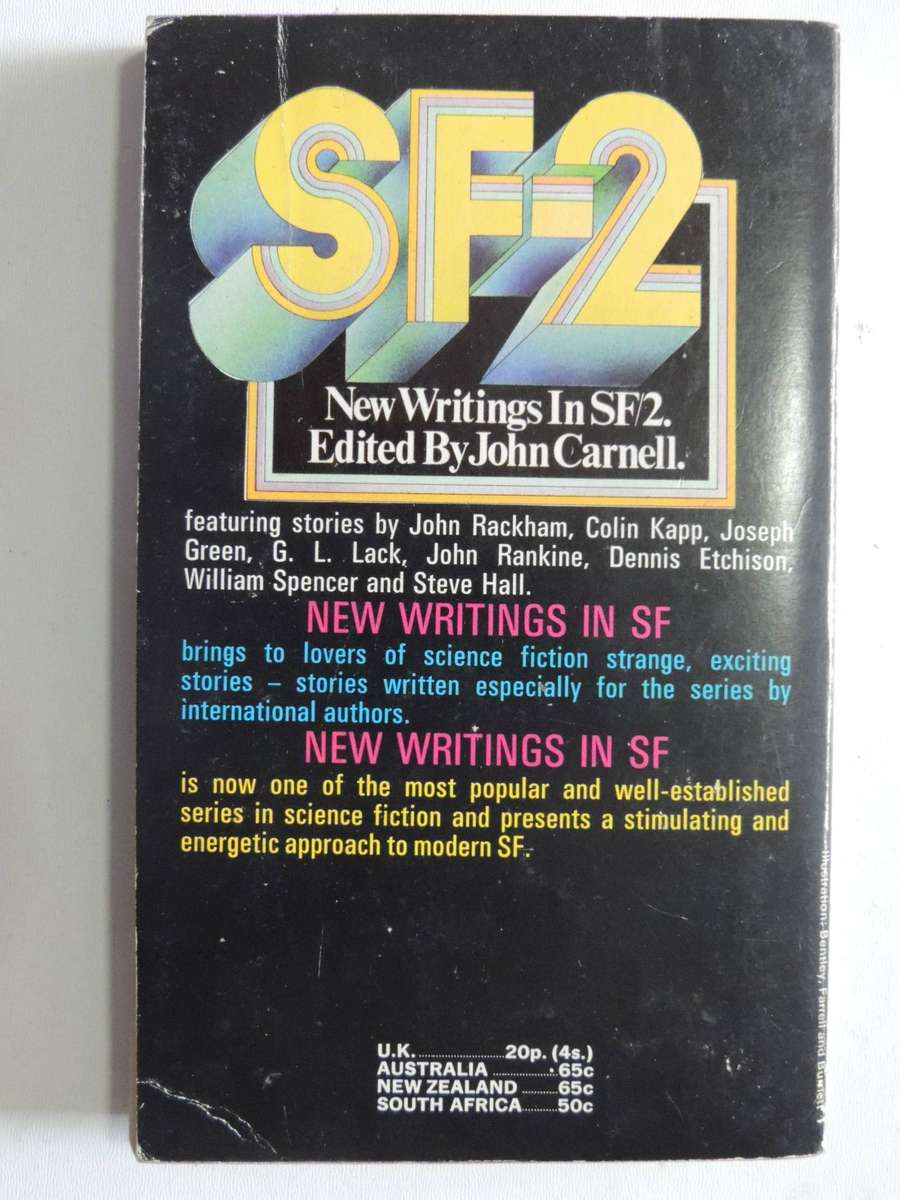 SF-2
New Writings In SF/2.
Edited By John Carnell.
featuring stories by John Rackham, Colin Kapp, Joseph
Green, G. L. Lack, John Rankine, Dennis Etchison,
William Spencer and Steve Hall.
NEW WRITINGS IN SF
brings to lovers of science fiction strange, exciting
stories – stories written especially for the series by
international authors.
NEW WRITINGS IN SF
is now one of the most popular and well-established
series in science fiction and presents a stimulating and
energetic approach to modern SF.
U.K.........................20p. (4s.)
AUSTRALIA ..................65c
NEW ZEALAND ..........65c
SOUTH AFRICA..........50c
Illustration: Bentley, Farrell and